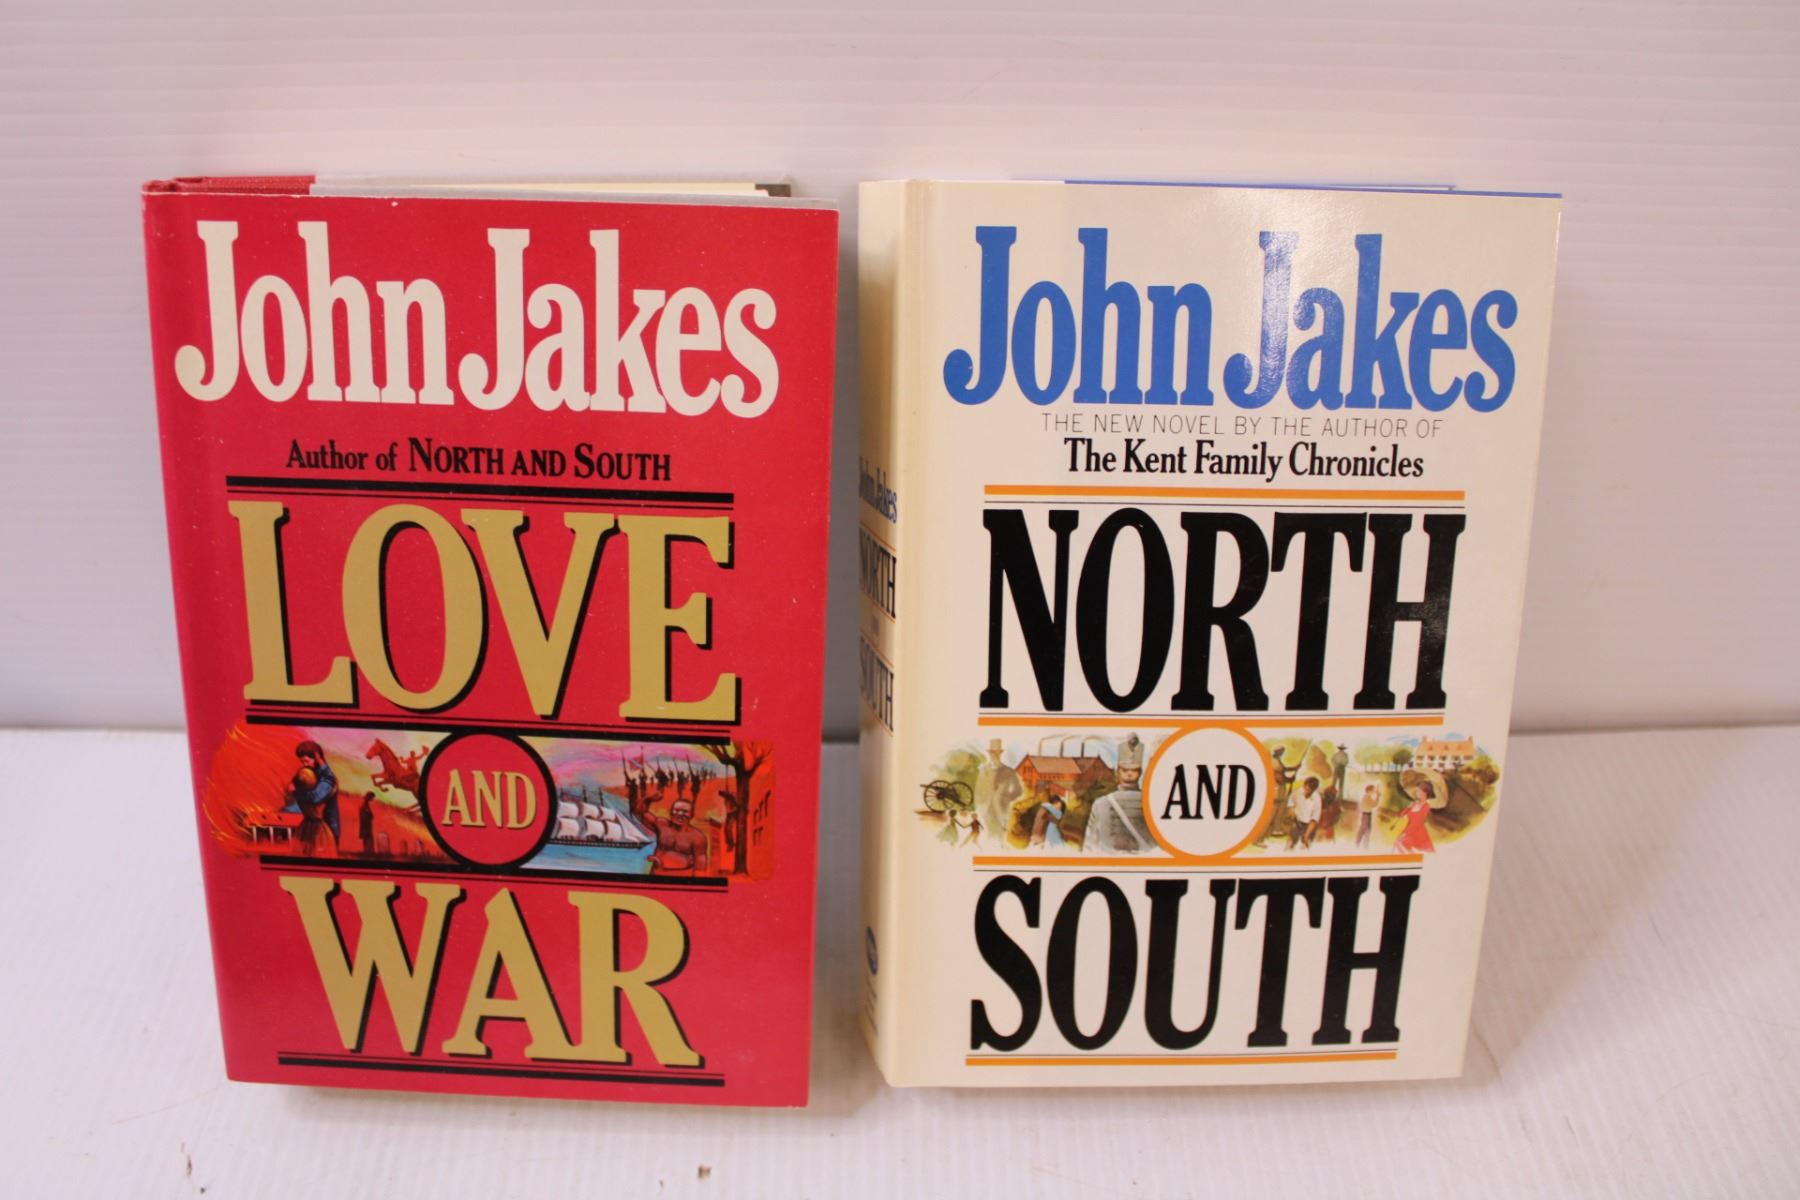 John Jakes
Author of NORTH AND SOUTH
LOVE
AND
WAR
John Jakes
NORTH
SOUTH
John Jakes
THE NEW NOVEL BY THE AUTHOR OF
The Kent Family Chronicles
NORTH
AND
SOUTH